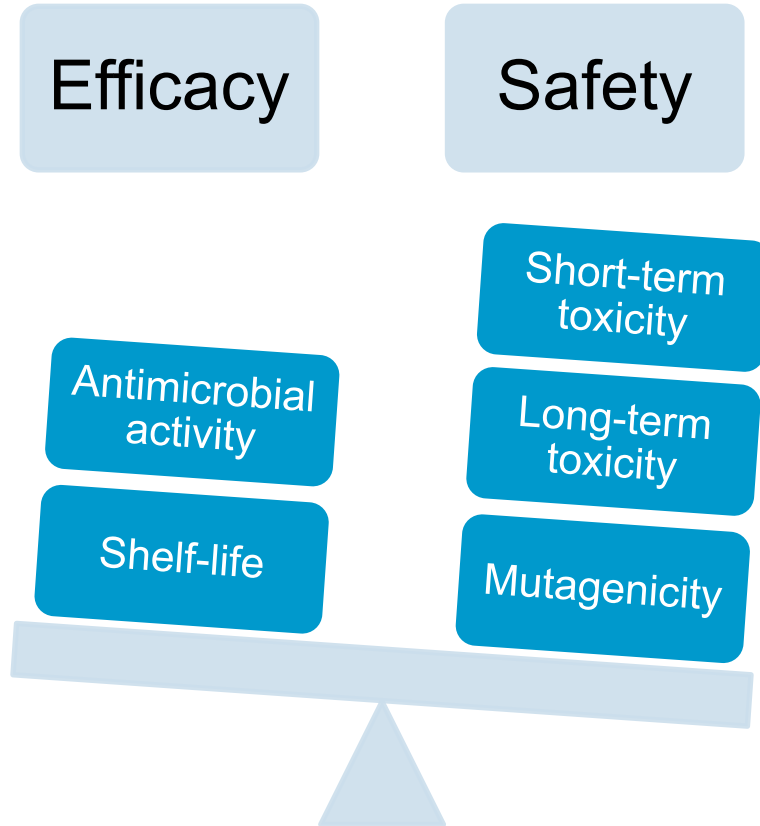 Efficacy
Safety
Antimicrobial
activity
Shelf-life
Short-term
toxicity
Long-term
toxicity
Mutagenicity